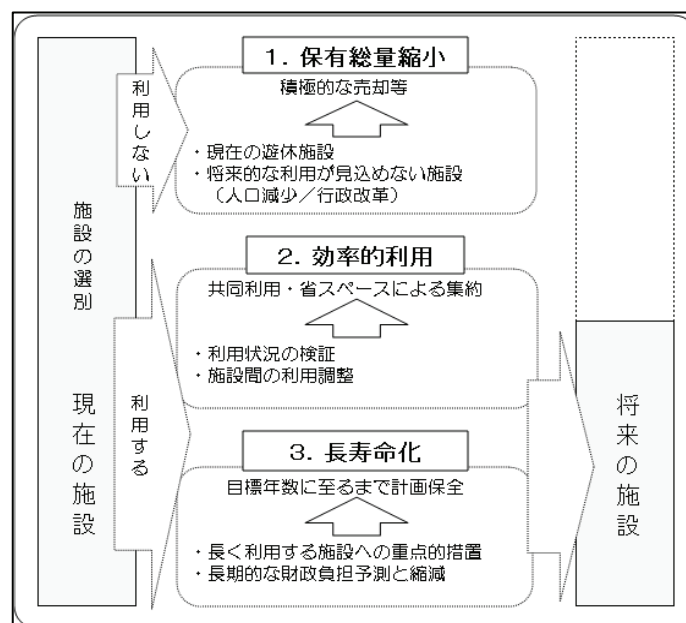 現在の施設
施設の選別
利用しない
1. 保有総量縮小
積極的な売却等
・現在の遊休施設
・将来的な利用が見込めない施設
（人口減少／行政改革）
利用する
2. 効率的利用
共同利用・省スペースによる集約
・利用状況の検証
・施設間の利用調整
3. 長寿命化
目標年数に至るまで計画保全
・長く利用する施設への重点的措置
・長期的な財政負担予測と縮減
将来の施設